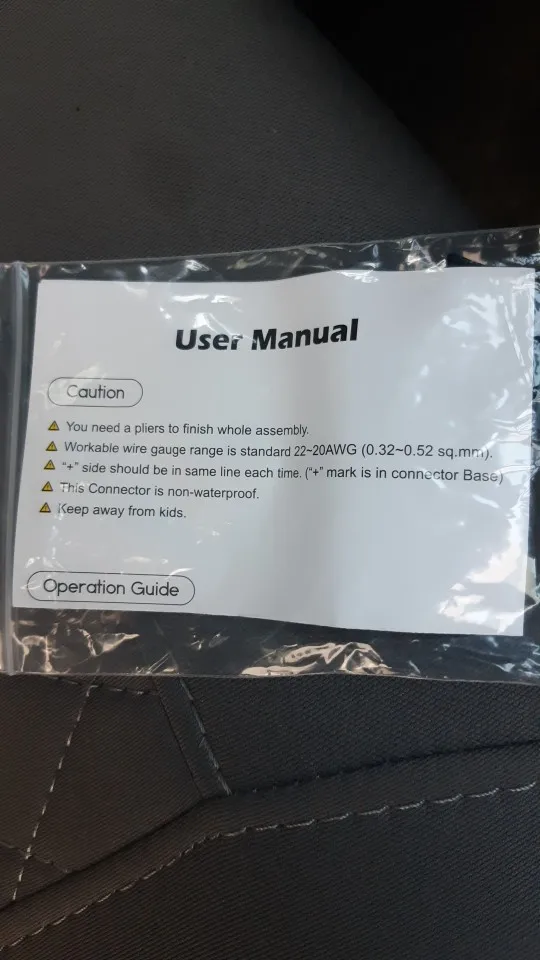 User Manual
Caution
You need a pliers to finish whole assembly.
Workable wire gauge range is standard 22~20AWG (0.32~0.52 sq.mm).
"+" side should be in same line each time. ("+" mark is in connector Base)
This Connector is non-waterproof.
Keep away from kids.
Operation Guide